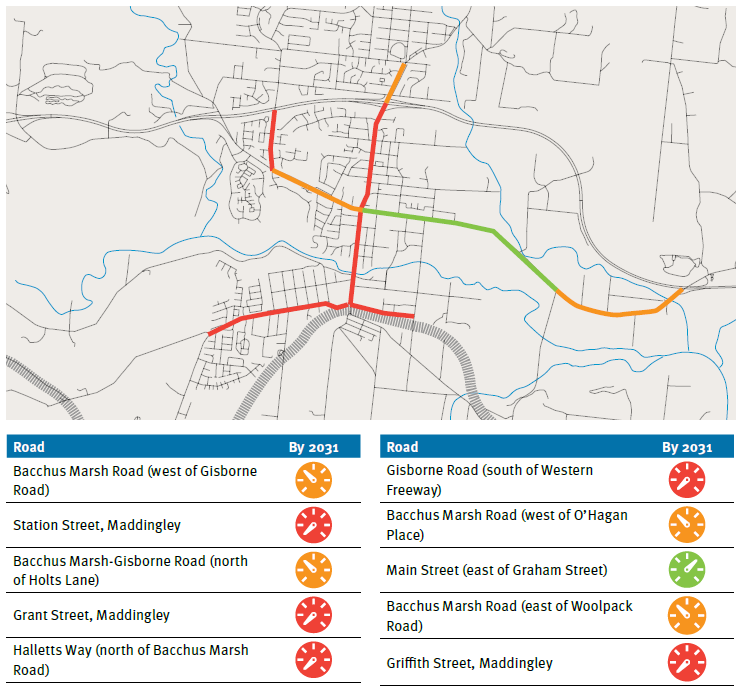 Road By 2031
Bacchus Marsh Road (west of Gisborne
Road)
Station Street, Maddingley
Bacchus Marsh-Gisborne Road (north
of Holts Lane)
Grant Street, Maddingley
Halletts Way (north of Bacchus Marsh
Road)
Road By 2031
Gisborne Road (south of Western
Freeway)
Bacchus Marsh Road (west of O’Hagan
Place)
Main Street (east of Graham Street)
Bacchus Marsh Road (east of Woolpack
Road)
Griffith Street, Maddingley